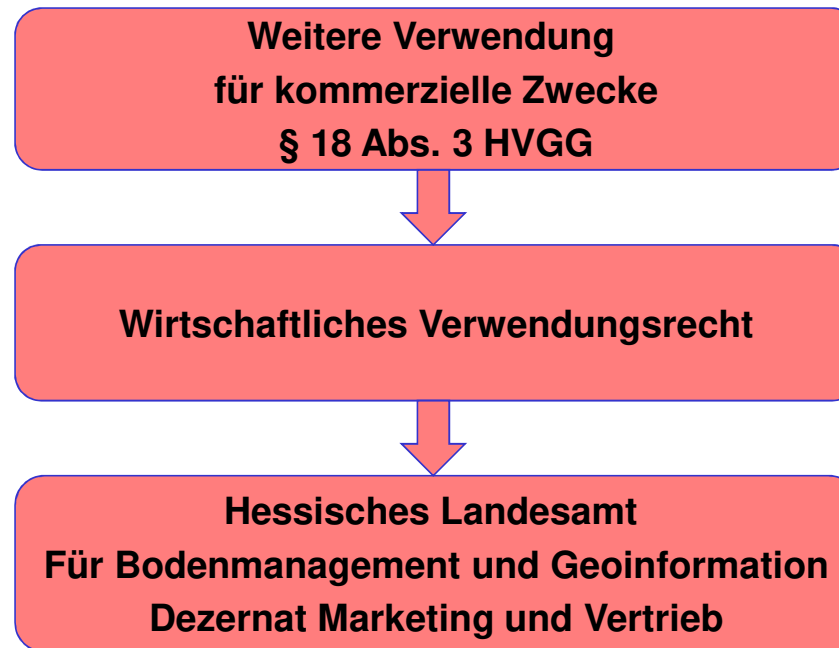 Weitere Verwendung
für kommerzielle Zwecke
§ 18 Abs. 3 HVGG
Wirtschaftliches Verwendungsrecht
Hessisches Landesamt
Für Bodenmanagement und Geoinformation
Dezernat Marketing und Vertrieb